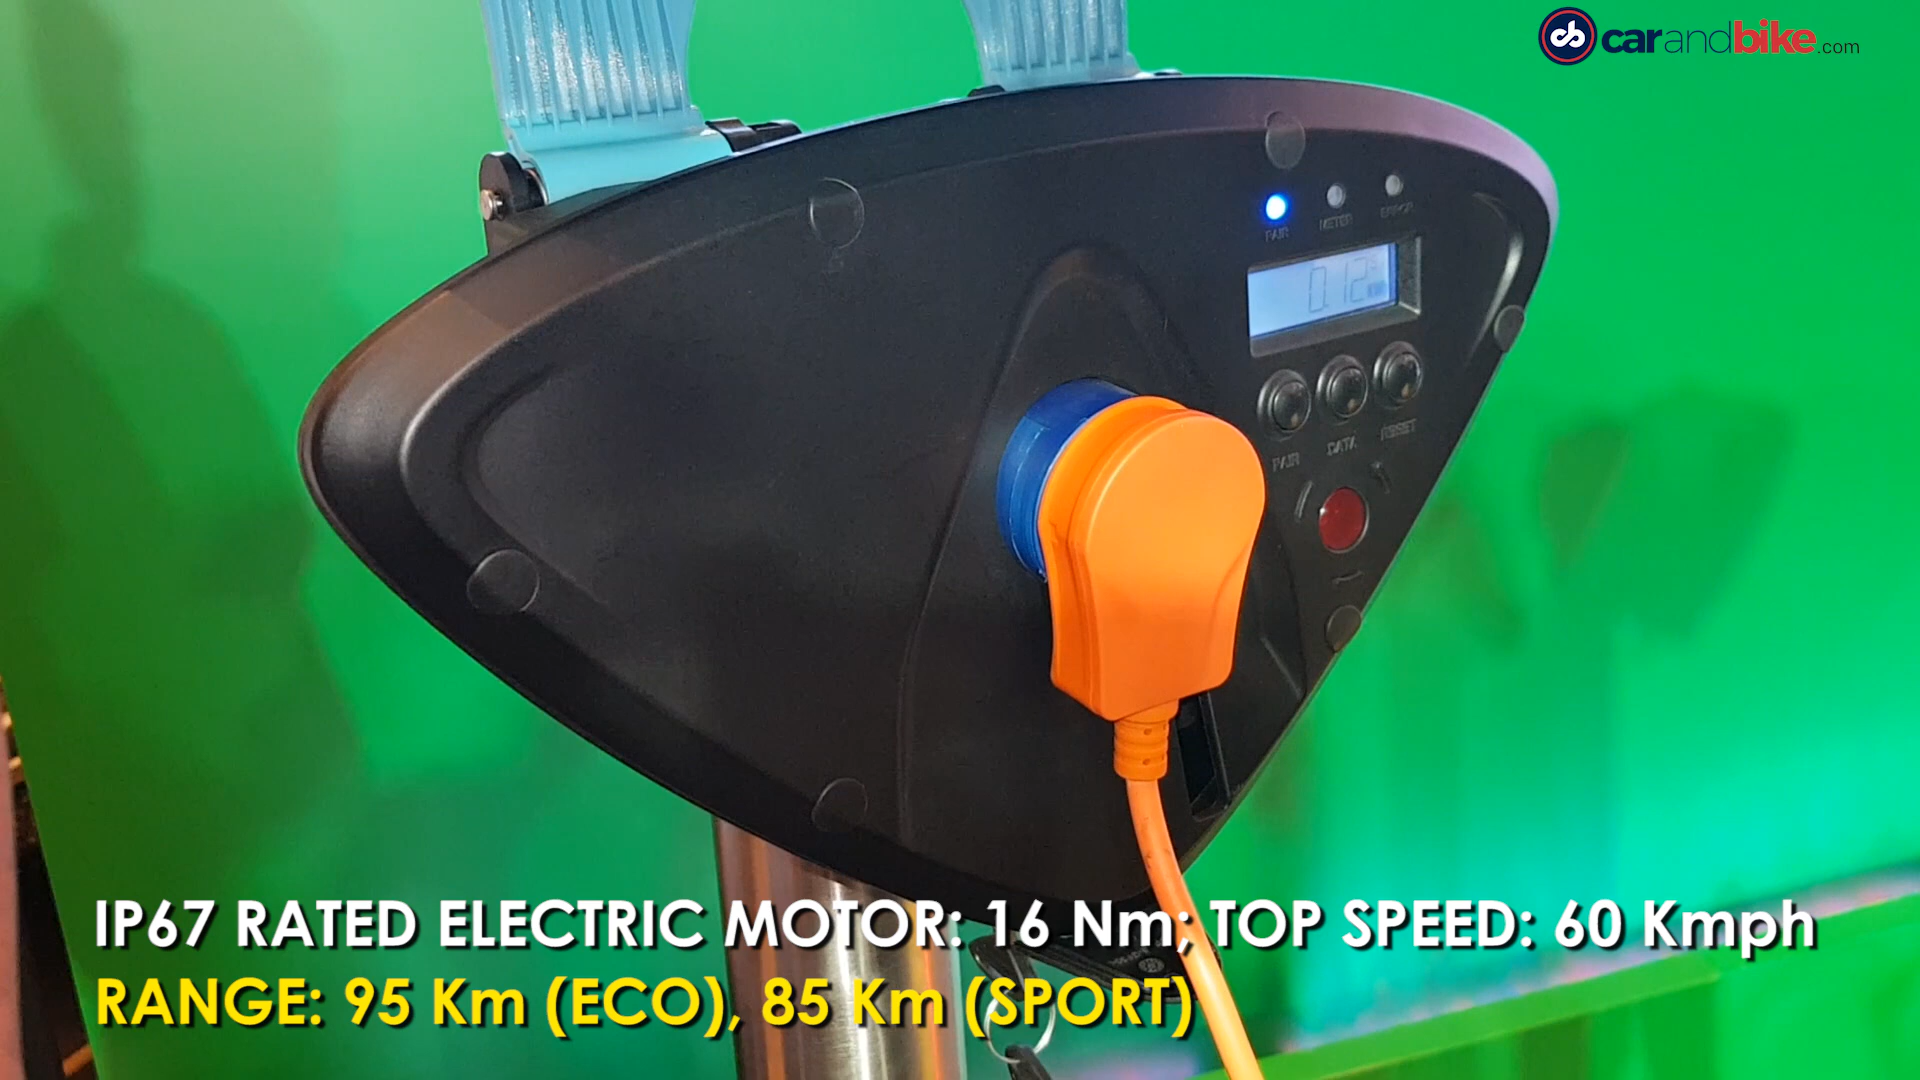 carandbike.com
PAIR METER ERROR
0.12
PAIR DATA RESET
IP67 RATED ELECTRIC MOTOR: 16 Nm; TOP SPEED: 60 Kmph
RANGE: 95 Km (ECO), 85 Km (SPORT)